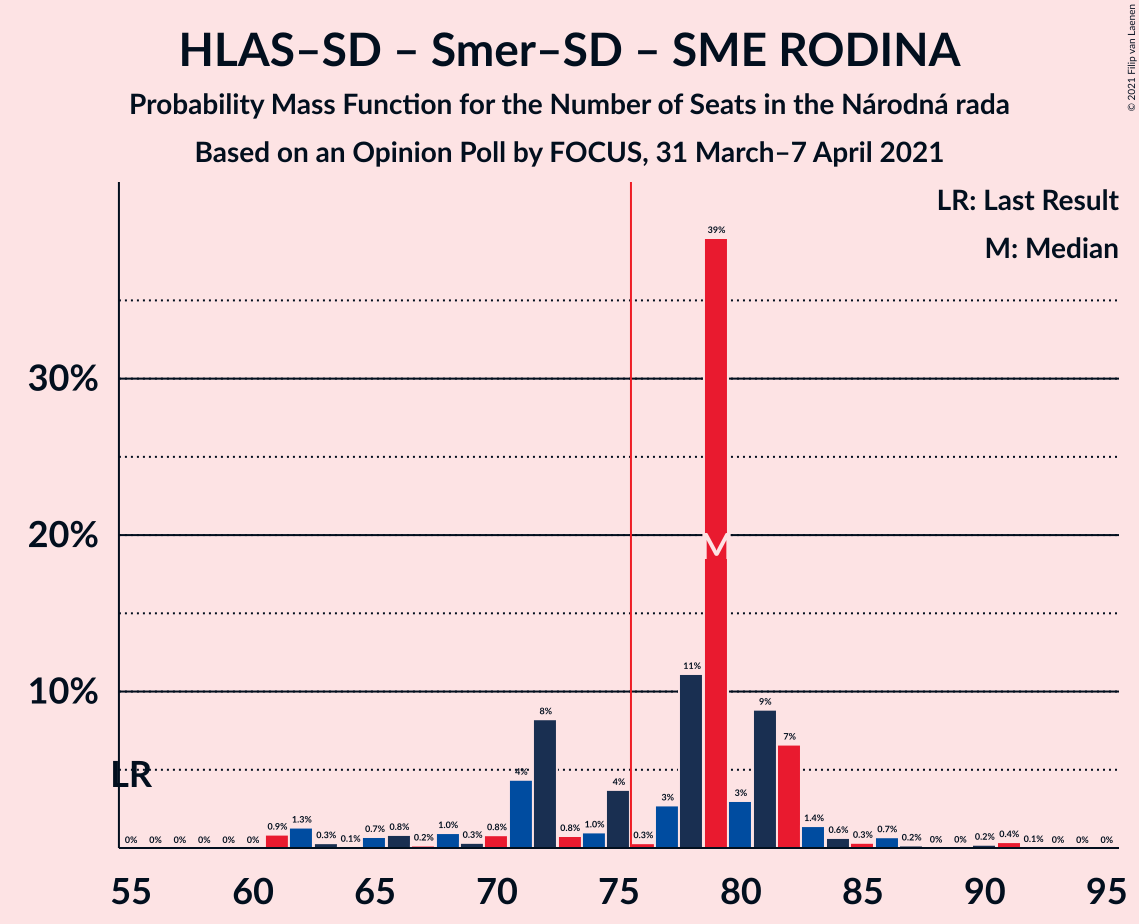 HLAS–SD – Smer–SD – SME RODINA
Probability Mass Function for the Number of Seats in the Národná rada
Based on an Opinion Poll by FOCUS, 31 March–7 April 2021
© 2021 Filip van Laenen
LR: Last Result
M: Median
30%
20%
10%
LR
M
0% 0% 0% 0% 0% 0% 0.9% 1.3% 0.3% 0.1% 0.7% 0.8% 0.2% 1.0% 0.3% 0.8% 4% 8% 0.8% 1.0% 4% 0.3% 3% 11% 39% 3% 9% 7% 1.4% 0.6% 0.3% 0.7% 0.2% 0% 0% 0.2% 0.4% 0.1% 0% 0% 0%
55 60 65 70 75 80 85 90 95